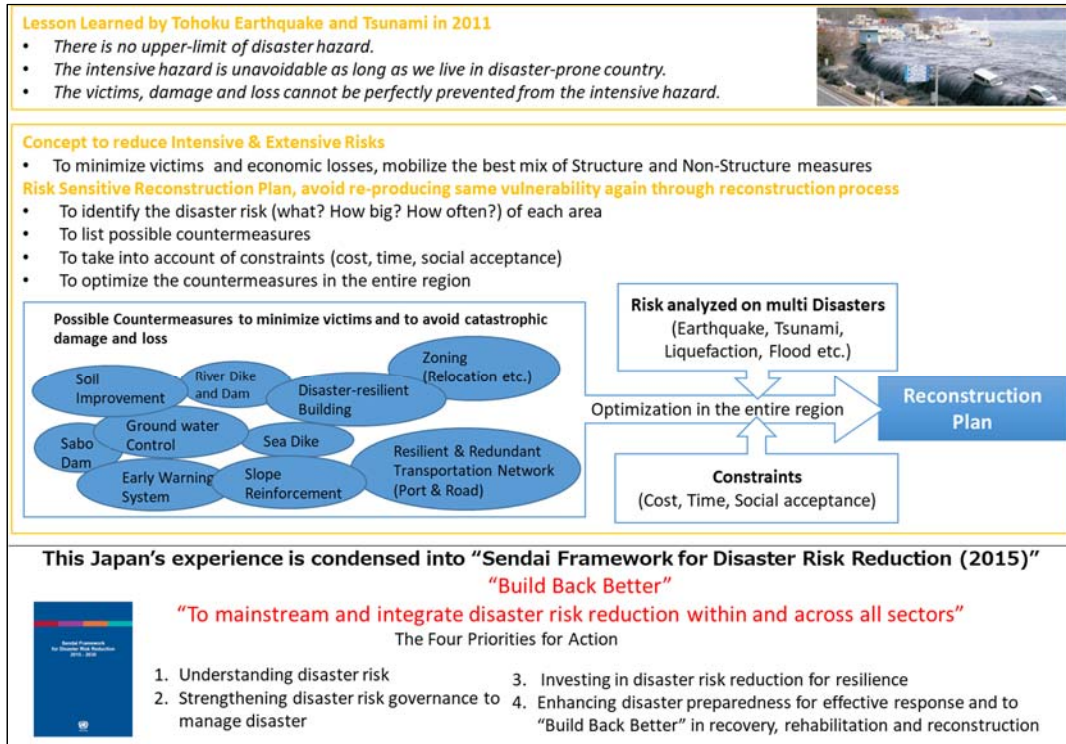 Lesson Learned by Tohoku Earthquake and Tsunami in 2011
• There is no upper-limit of disaster hazard.
• The intensive hazard is unavoidable as long as we live in disaster-prone country.
• The victims, damage and loss cannot be perfectly prevented from the intensive hazard.
Concept to reduce Intensive & Extensive Risks
• To minimize victims and economic losses, mobilize the best mix of Structure and Non-Structure measures
Risk Sensitive Reconstruction Plan, avoid re-producing same vulnerability again through reconstruction process
• To identify the disaster risk (what? How big? How often?) of each area
• To list possible countermeasures
• To take into account of constraints (cost, time, social acceptance)
• To optimize the countermeasures in the entire region
Possible Countermeasures to minimize victims and to avoid catastrophic
damage and loss
Soil
Improvement
River Dike
and Dam
Disaster-resilient
Building
Zoning
(Relocation etc.)
Sabo
Dam
Ground water
Control
Sea Dike
Early Warning
System
Slope
Reinforcement
Resilient & Redundant
Transportation Network
(Port & Road)
Risk analyzed on multi Disasters
(Earthquake, Tsunami,
Liquefaction, Flood etc.)
Optimization in the entire region
Constraints
(Cost, Time, Social acceptance)
Reconstruction
Plan
This Japan’s experience is condensed into “Sendai Framework for Disaster Risk Reduction (2015)”
“Build Back Better”
“To mainstream and integrate disaster risk reduction within and across all sectors”
The Four Priorities for Action
Sendai Framework
for Disaster Risk Reduction
2015 - 2030
1. Understanding disaster risk
2. Strengthening disaster risk governance to
manage disaster
3. Investing in disaster risk reduction for resilience
4. Enhancing disaster preparedness for effective response and to
“Build Back Better” in recovery, rehabilitation and reconstruction